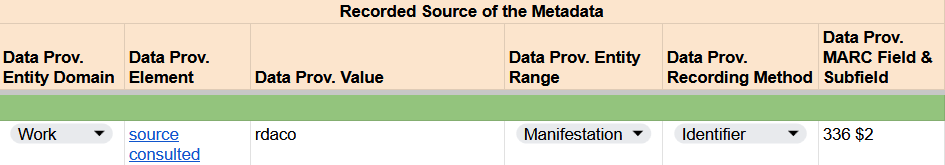 Recorded Source of the Metadata
Data Prov. Entity Domain
Data Prov. Element
Data Prov. Value
Data Prov. Entity Range
Data Prov. Recording Method
Data Prov. MARC Field & Subfield
Work
source consulted
rdaco
Manifestation
Identifier
336 $2